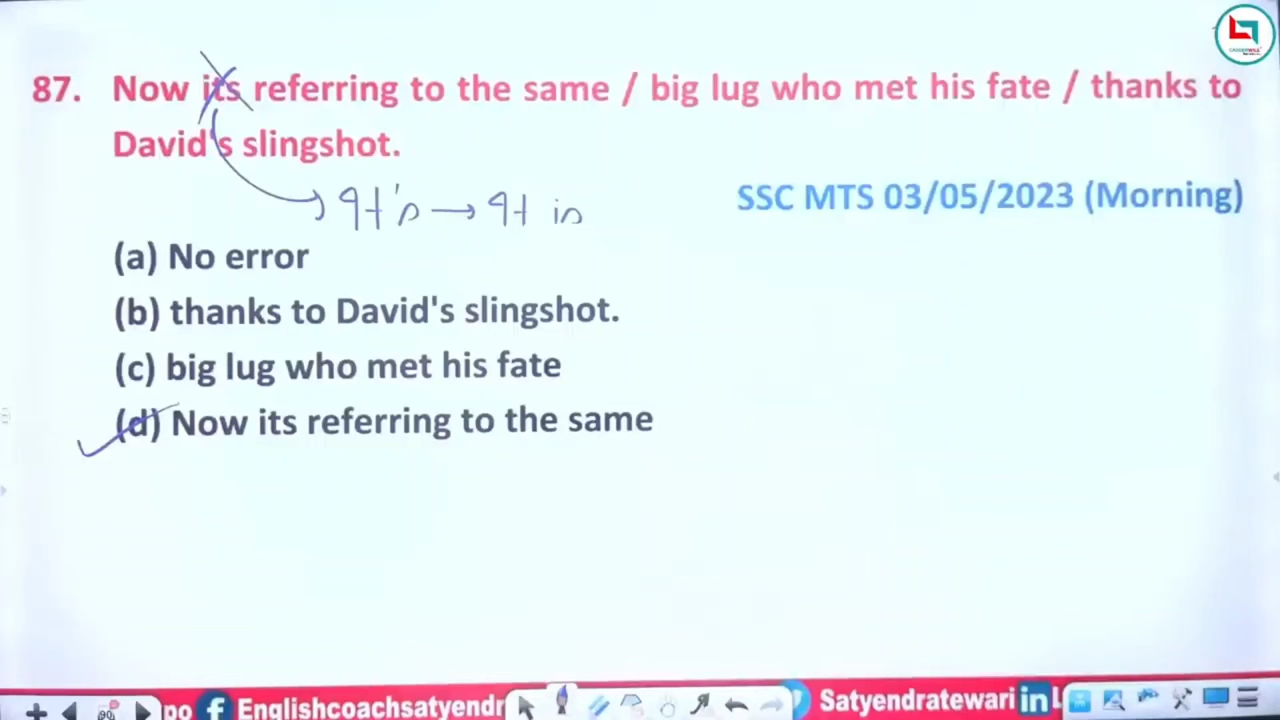 87. Now its referring to the same / big lug who met his fate / thanks to
David's slingshot.
It's → It is
SSC MTS 03/05/2023 (Morning)
(a) No error
(b) thanks to David's slingshot.
(c) big lug who met his fate
(d) Now its referring to the same
Englishcoachsatyendr
Satyendratewari in